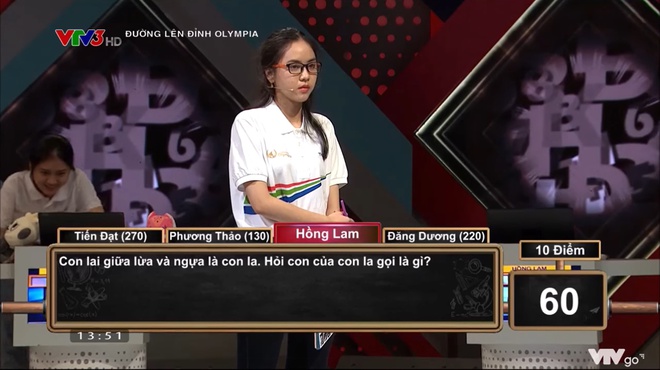 VTV3 HD ĐƯỜNG LÊN ĐỈNH OLYMPIA
Tiến Đạt (270) Phương Thảo (130) Hồng Lam Đăng Dương (220)
10 Điểm
Con lai giữa lừa và ngựa là con la. Hỏi con của con la gọi là gì?
HỒNG LAM
60
13:51
VTV go